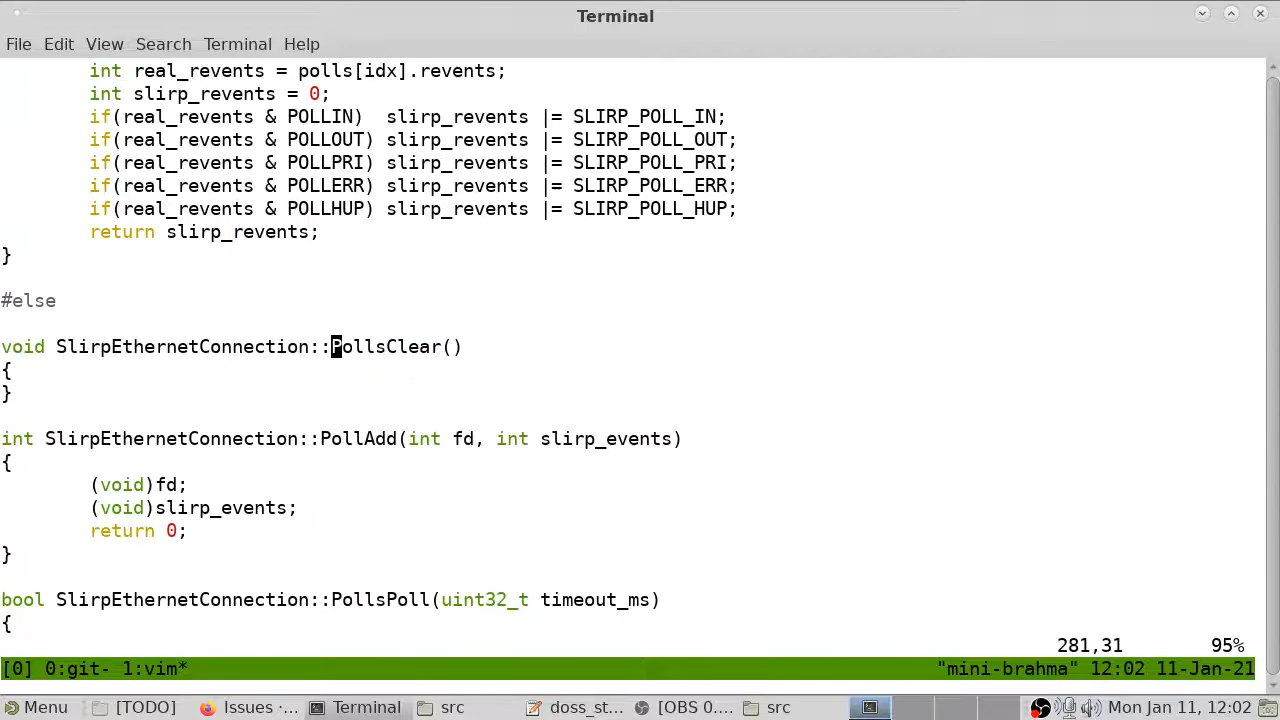 Terminal
File Edit View Search Terminal Help
int real_revents = polls[idx].revents;
int slirp_revents = 0;
if(real_revents & POLLIN)  slirp_revents |= SLIRP_POLL_IN;
if(real_revents & POLLOUT) slirp_revents |= SLIRP_POLL_OUT;
if(real_revents & POLLPRI) slirp_revents |= SLIRP_POLL_PRI;
if(real_revents & POLLERR) slirp_revents |= SLIRP_POLL_ERR;
if(real_revents & POLLHUP) slirp_revents |= SLIRP_POLL_HUP;
return slirp_revents;
}
#else
void SlirpEthernetConnection::PollsClear()
{
}
int SlirpEthernetConnection::PollAdd(int fd, int slirp_events)
{
(void)fd;
(void)slirp_events;
return 0;
}
bool SlirpEthernetConnection::PollsPoll(uint32_t timeout_ms)
{
281,31 95%
[0] 0:git- 1:vim* "mini-brahma" 12:02 11-Jan-21
Menu [TODO] Issues ·... Terminal src doss_st... [OBS 0.... src Mon Jan 11, 12:02